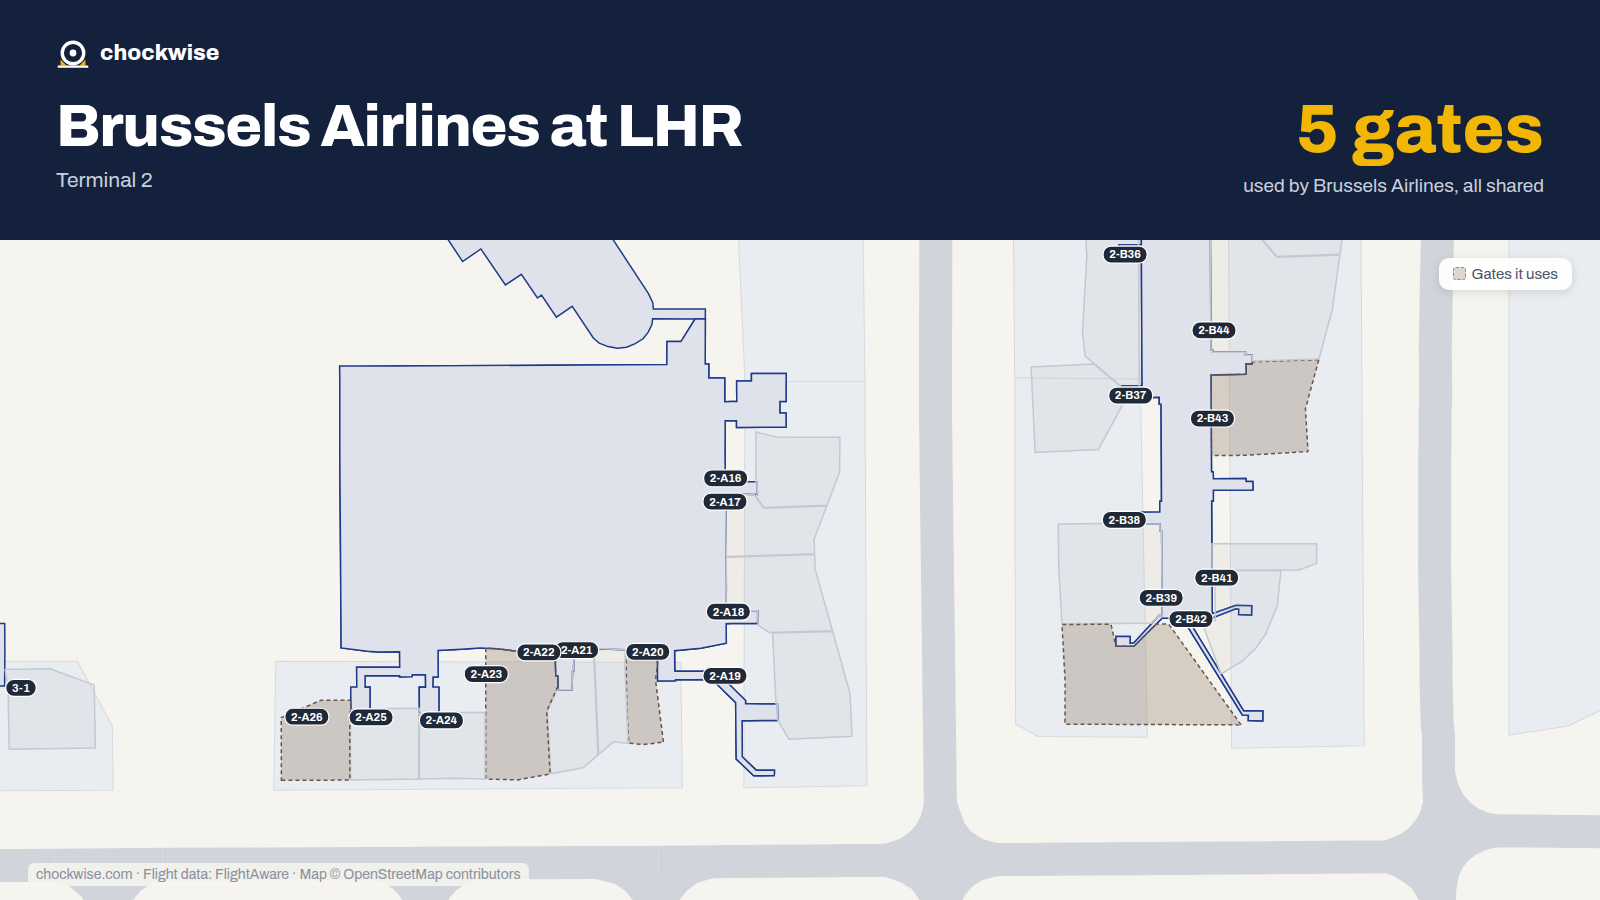 chockwise
Brussels Airlines at LHR
Terminal 2
5 gates
used by Brussels Airlines, all shared
Gates it uses
2-B36
2-B44
2-B37
2-B43
2-A16
2-A17
2-B38
2-B41
2-B39
2-A18
2-B42
2-A22
2-A21
2-A20
2-A23
2-A19
3-1
2-A26
2-A25
2-A24
chockwise.com · Flight data: FlightAware · Map © OpenStreetMap contributors